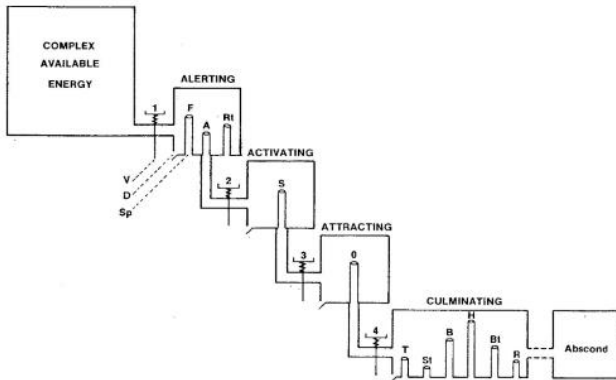 COMPLEX
AVAILABLE
ENERGY
ALERTING
1
F
A
Rt
V
D
Sp
ACTIVATING
2
S
ATTRACTING
3
0
CULMINATING
4
T
St
B
H
Bt
R
Abscond